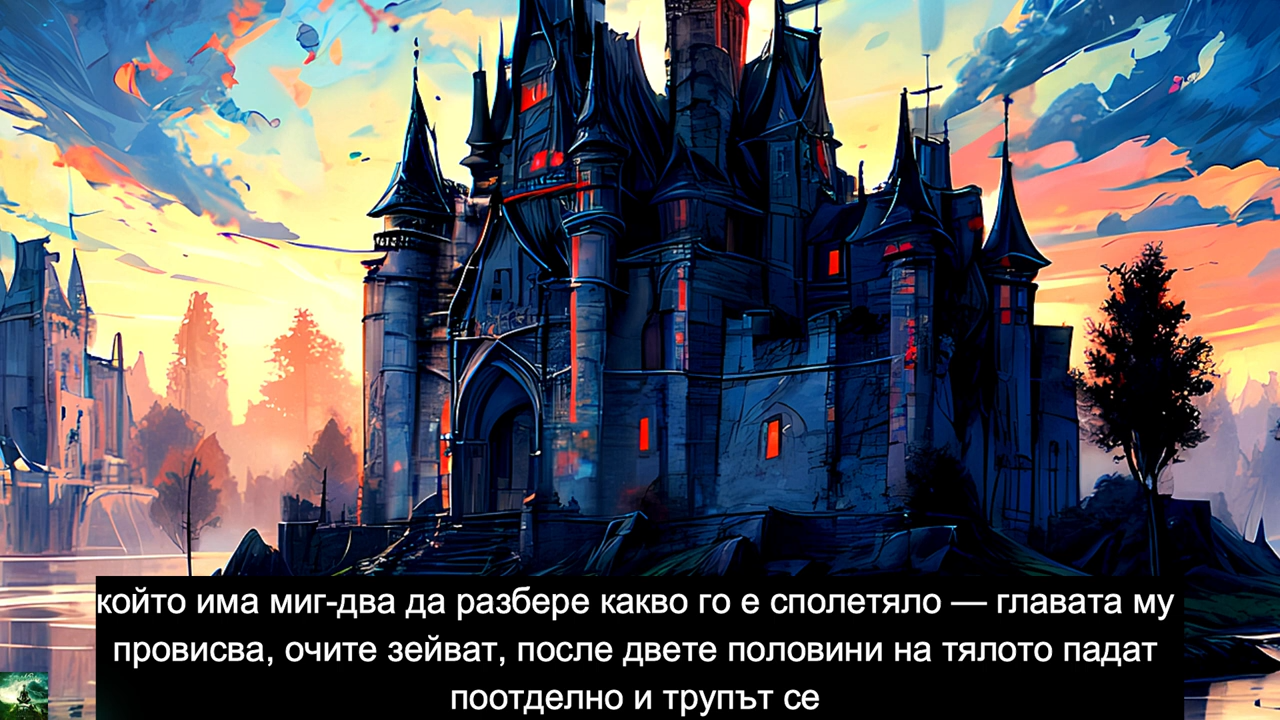 който има миг-два да разбере какво го е сполетяло — главата му
провисва, очите зейват, после двете половини на тялото падат
поотделно и трупът се